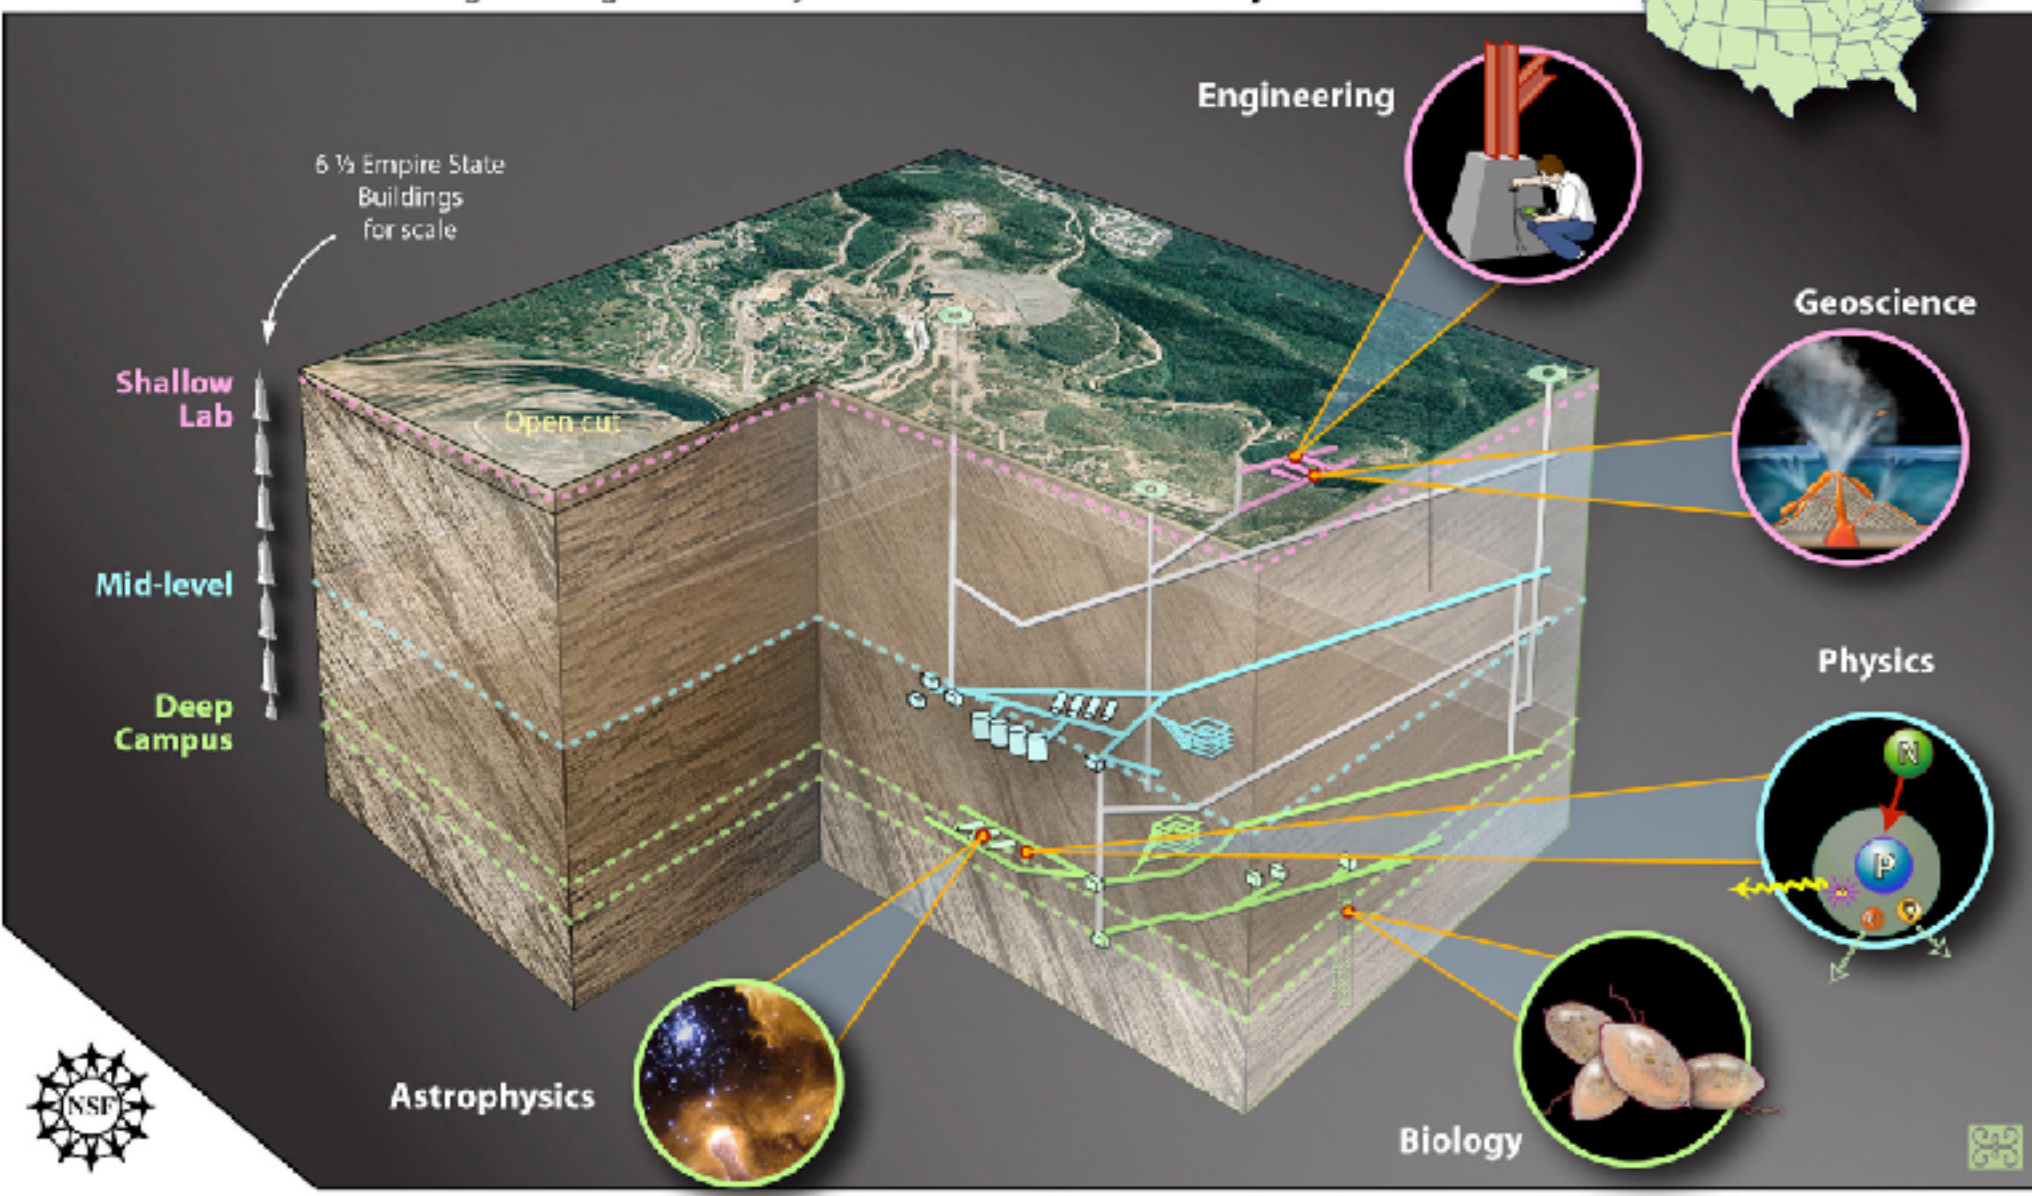 Engineering
6 ½ Empire State
Buildings
for scale
Geoscience
Shallow
Lab
Open cut
Mid-level
Physics
Deep
Campus
N
P
NSF
Astrophysics
Biology